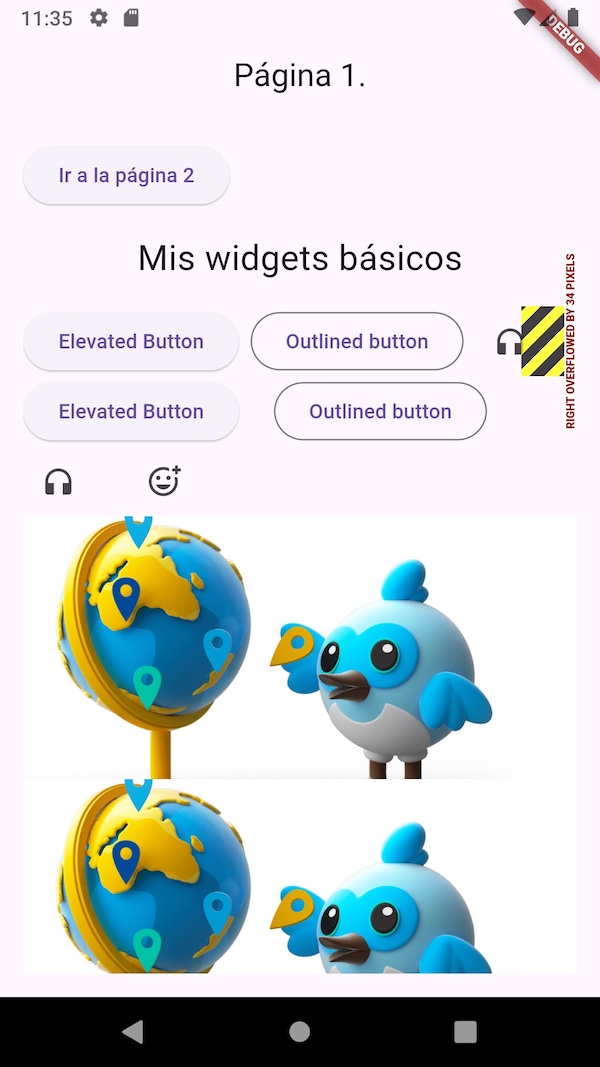 11:35
DEBUG
Página 1.
Ir a la página 2
Mis widgets básicos
Elevated Button
Outlined button
RIGHT OVERFLOWED BY 34 PIXELS
Elevated Button
Outlined button